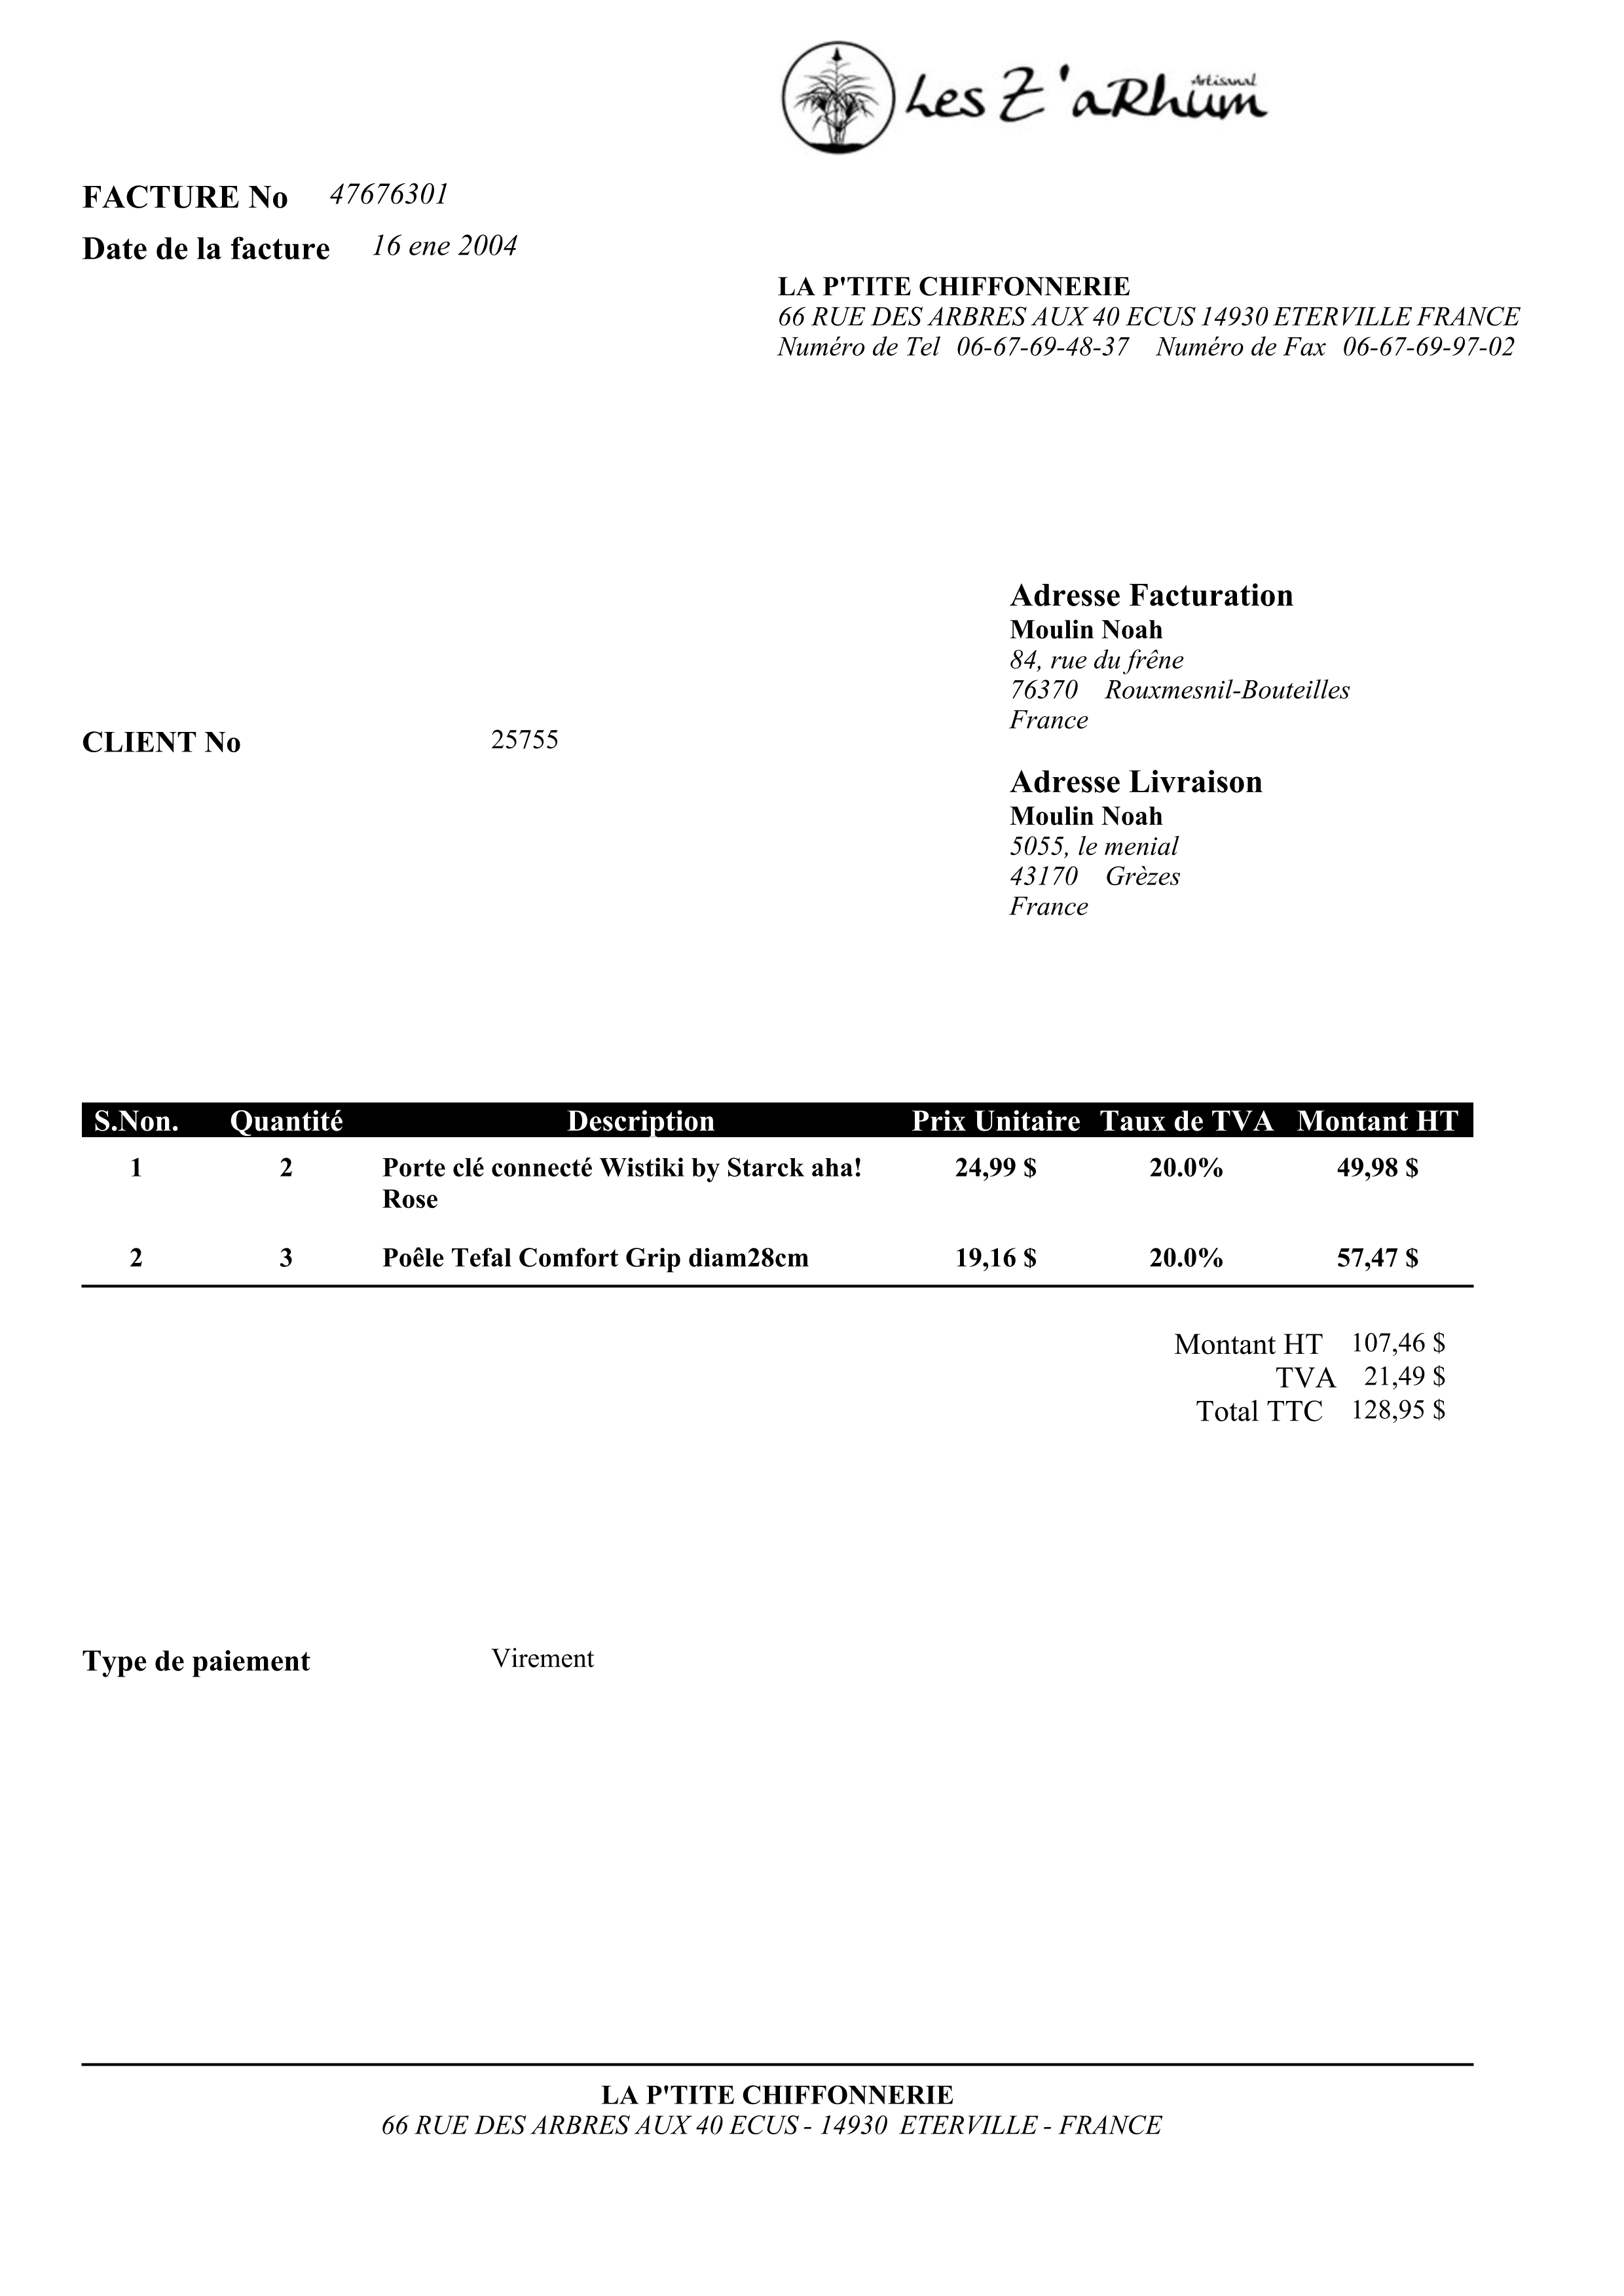 Les Z'aRhum Artisanal
FACTURE No 47676301
Date de la facture 16 ene 2004
LA P'TITE CHIFFONNERIE
66 RUE DES ARBRES AUX 40 ECUS 14930 ETERVILLE FRANCE
Numéro de Tel 06-67-69-48-37 Numéro de Fax 06-67-69-97-02
Adresse Facturation
Moulin Noah
84, rue du frêne
76370 Rouxmesnil-Bouteilles
France
CLIENT No 25755
Adresse Livraison
Moulin Noah
5055, le menial
43170 Grèzes
France
S.Non. Quantité Description Prix Unitaire Taux de TVA Montant HT
1 2 Porte clé connecté Wistiki by Starck aha! 24,99 $ 20.0% 49,98 $
Rose
2 3 Poêle Tefal Comfort Grip diam28cm 19,16 $ 20.0% 57,47 $
Montant HT 107,46 $
TVA 21,49 $
Total TTC 128,95 $
Type de paiement Virement
LA P'TITE CHIFFONNERIE
66 RUE DES ARBRES AUX 40 ECUS - 14930 ETERVILLE - FRANCE